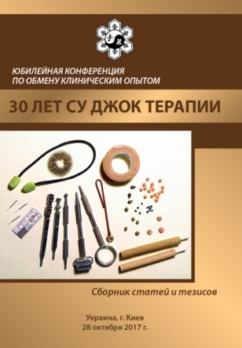 ЮБИЛЕЙНАЯ КОНФЕРЕНЦИЯ
ПО ОБМЕНУ КЛИНИЧЕСКИМ ОПЫТОМ
30 ЛЕТ СУ ДЖОК ТЕРАПИИ
Сборник статей и тезисов
Украина, г. Киев
28 октября 2017 г.